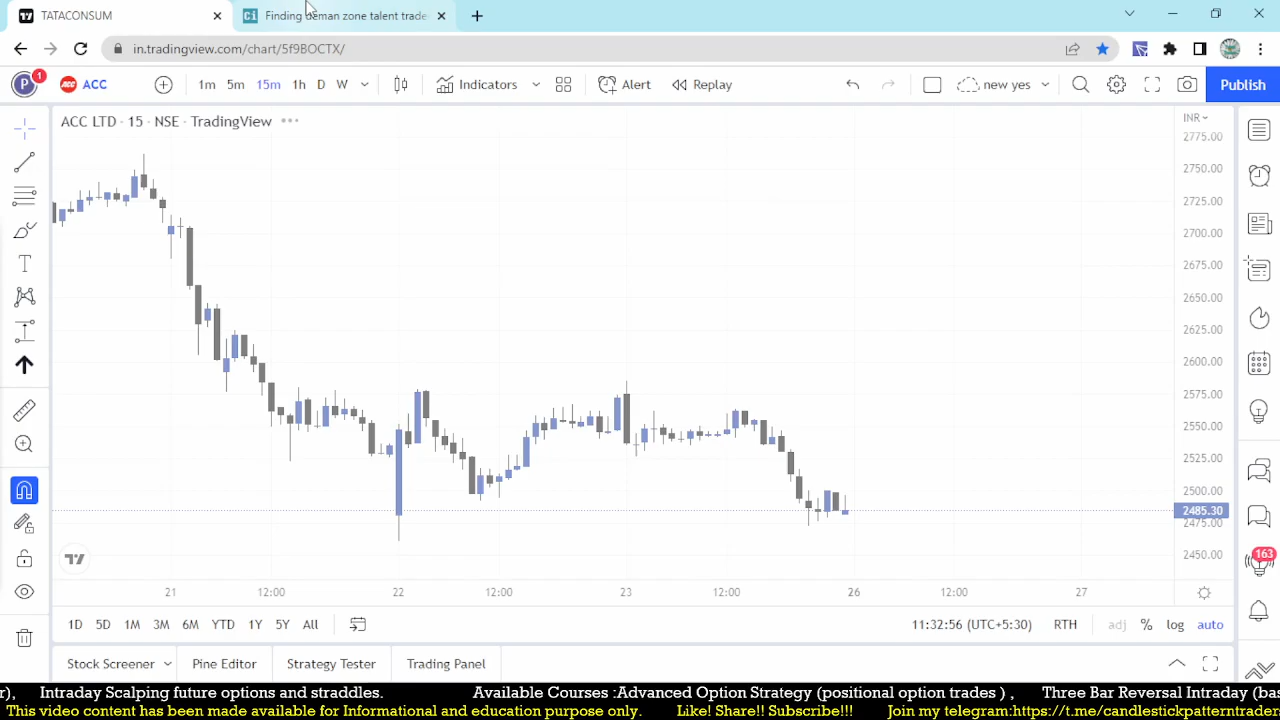 TATACONSUM
Finding deman zone talent trade
in.tradingview.com/chart/5f9BOCTX/
P 1 ACC ACC 1m 5m 15m 1h D W Indicators Alert Replay new yes Publish
ACC LTD · 15 · NSE · TradingView
INR
2775.00
2750.00
2725.00
2700.00
2675.00
2650.00
2625.00
2600.00
2575.00
2550.00
2525.00
2500.00
2485.30
2475.00
2450.00
163
21 12:00 22 12:00 23 12:00 26 12:00 27
1D 5D 1M 3M 6M YTD 1Y 5Y All 11:32:56 (UTC+5:30) RTH adj % log auto
Stock Screener Pine Editor Strategy Tester Trading Panel
r), Intraday Scalping future options and straddles. Available Courses :Advanced Option Strategy (positional option trades ) , Three Bar Reversal Intraday (bas
This video content has been made available for Informational and education purpose only. Like! Share!! Subscribe!!! Join my telegram:https://t.me/candlestickpatterntrader